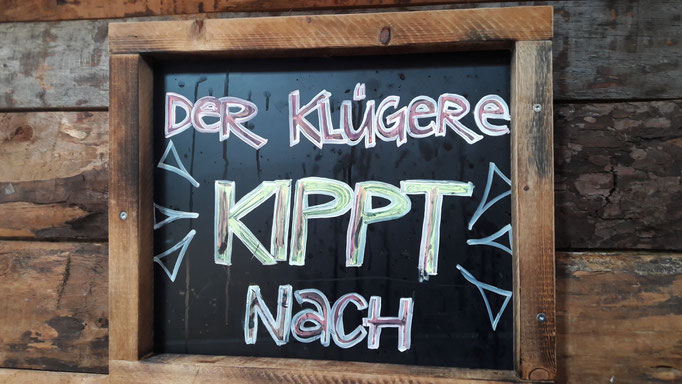 DER KLÜGERE
KIPPT
NacH